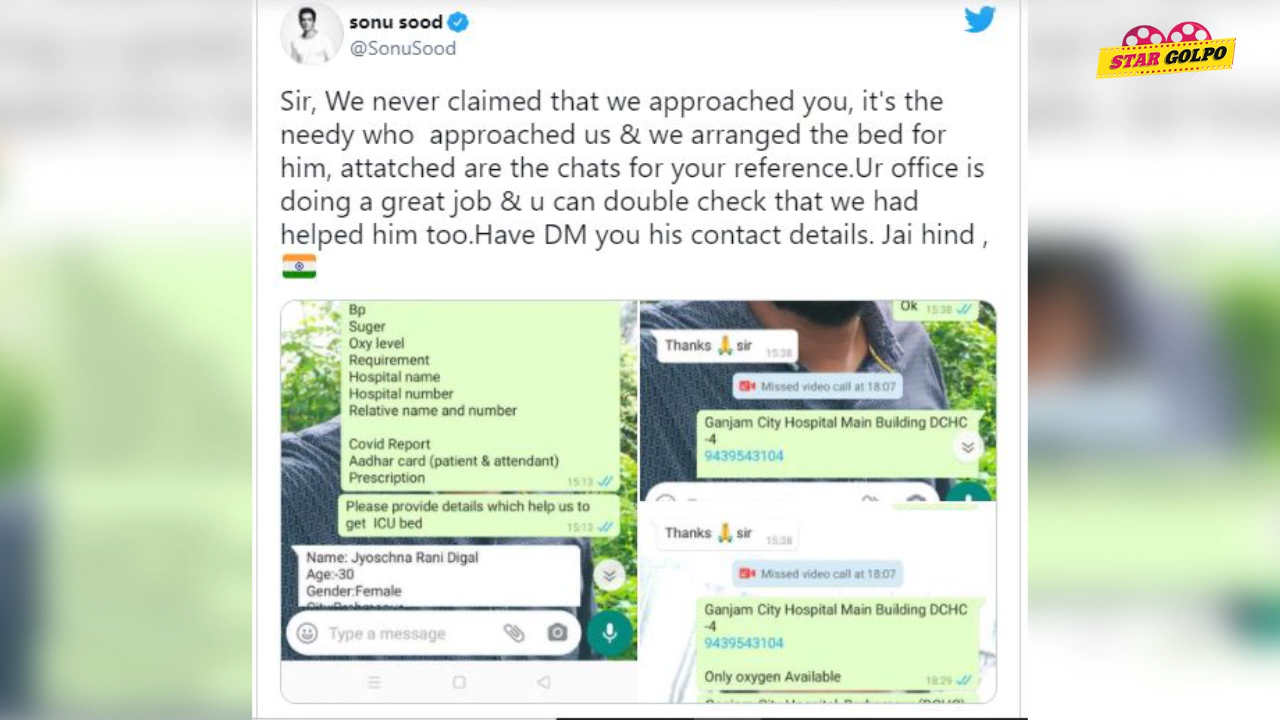 sonu sood
@SonuSood
STAR GOLPO
Sir, We never claimed that we approached you, it's the
needy who  approached us & we arranged the bed for
him, attatched are the chats for your reference.Ur office is
doing a great job & u can double check that we had
helped him too.Have DM you his contact details. Jai hind ,
🇮🇳
Bp
Suger
Oxy level
Requirement
Hospital name
Hospital number
Relative name and number
Covid Report
Aadhar card (patient & attendant)
Prescription
15:13
Please provide details which help us to
get ICU bed
15:13
Name: Jyoschna Rani Digal
Age:-30
Gender:Female
Type a message
Ok 15:38
Thanks 🙏 sir 15:38
Missed video call at 18:07
Ganjam City Hospital Main Building DCHC
-4
9439543104
Thanks 🙏 sir 15:38
Missed video call at 18:07
Ganjam City Hospital Main Building DCHC
-4
9439543104
Only oxygen Available 18:29